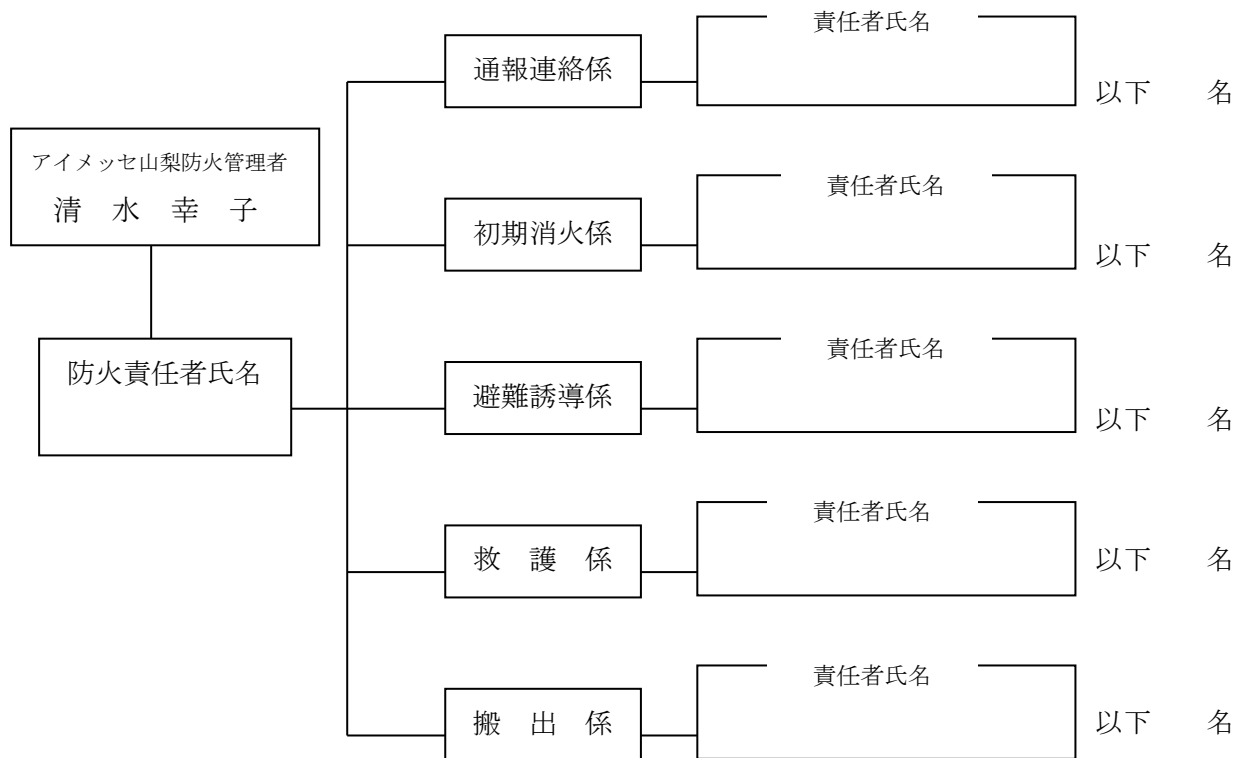 責任者氏名
通報連絡係
以下　　名
アイメッセ山梨防火管理者
清　水　幸　子
責任者氏名
初期消火係
以下　　名
防火責任者氏名
責任者氏名
避難誘導係
以下　　名
責任者氏名
救　護　係
以下　　名
責任者氏名
搬　出　係
以下　　名